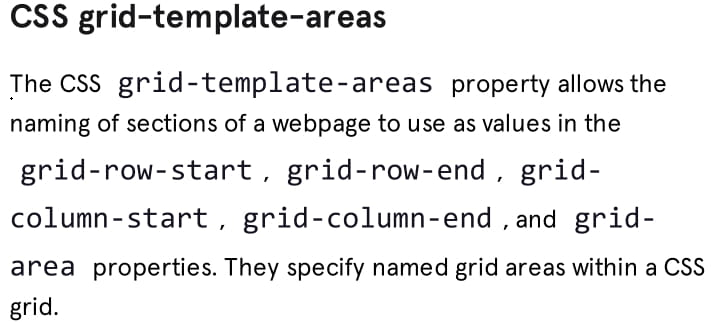 CSS grid-template-areas
The CSS grid-template-areas property allows the
naming of sections of a webpage to use as values in the
grid-row-start , grid-row-end , grid-
column-start , grid-column-end , and grid-
area properties. They specify named grid areas within a CSS
grid.